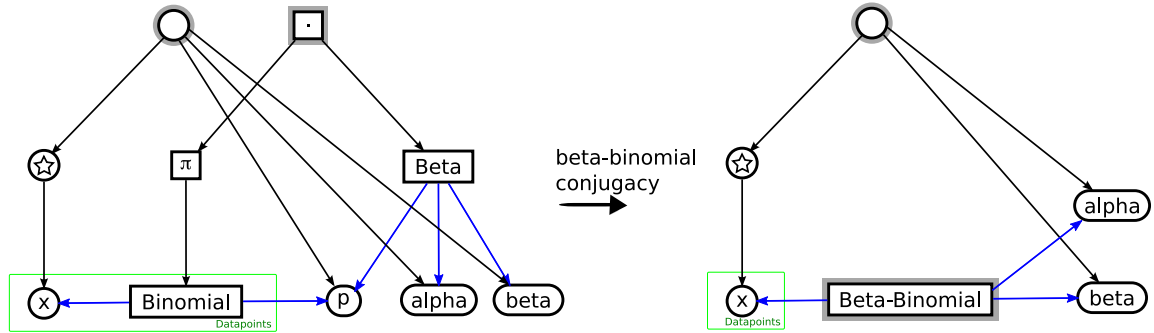 ·
π
Beta
beta-binomial
conjugacy
alpha
x
Binomial
p
alpha
beta
Datapoints
x
Beta-Binomial
beta
Datapoints